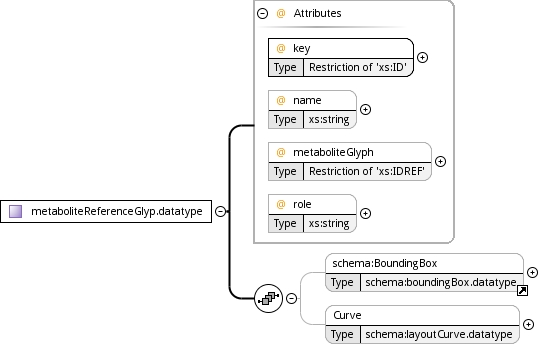 Attributes
@ key
Type Restriction of 'xs:ID'
@ name
Type xs:string
@ metaboliteGlyph
Type Restriction of 'xs:IDREF'
@ role
Type xs:string
metaboliteReferenceGlyp.datatype
schema:BoundingBox
Type schema:boundingBox.datatype
Curve
Type schema:layoutCurve.datatype